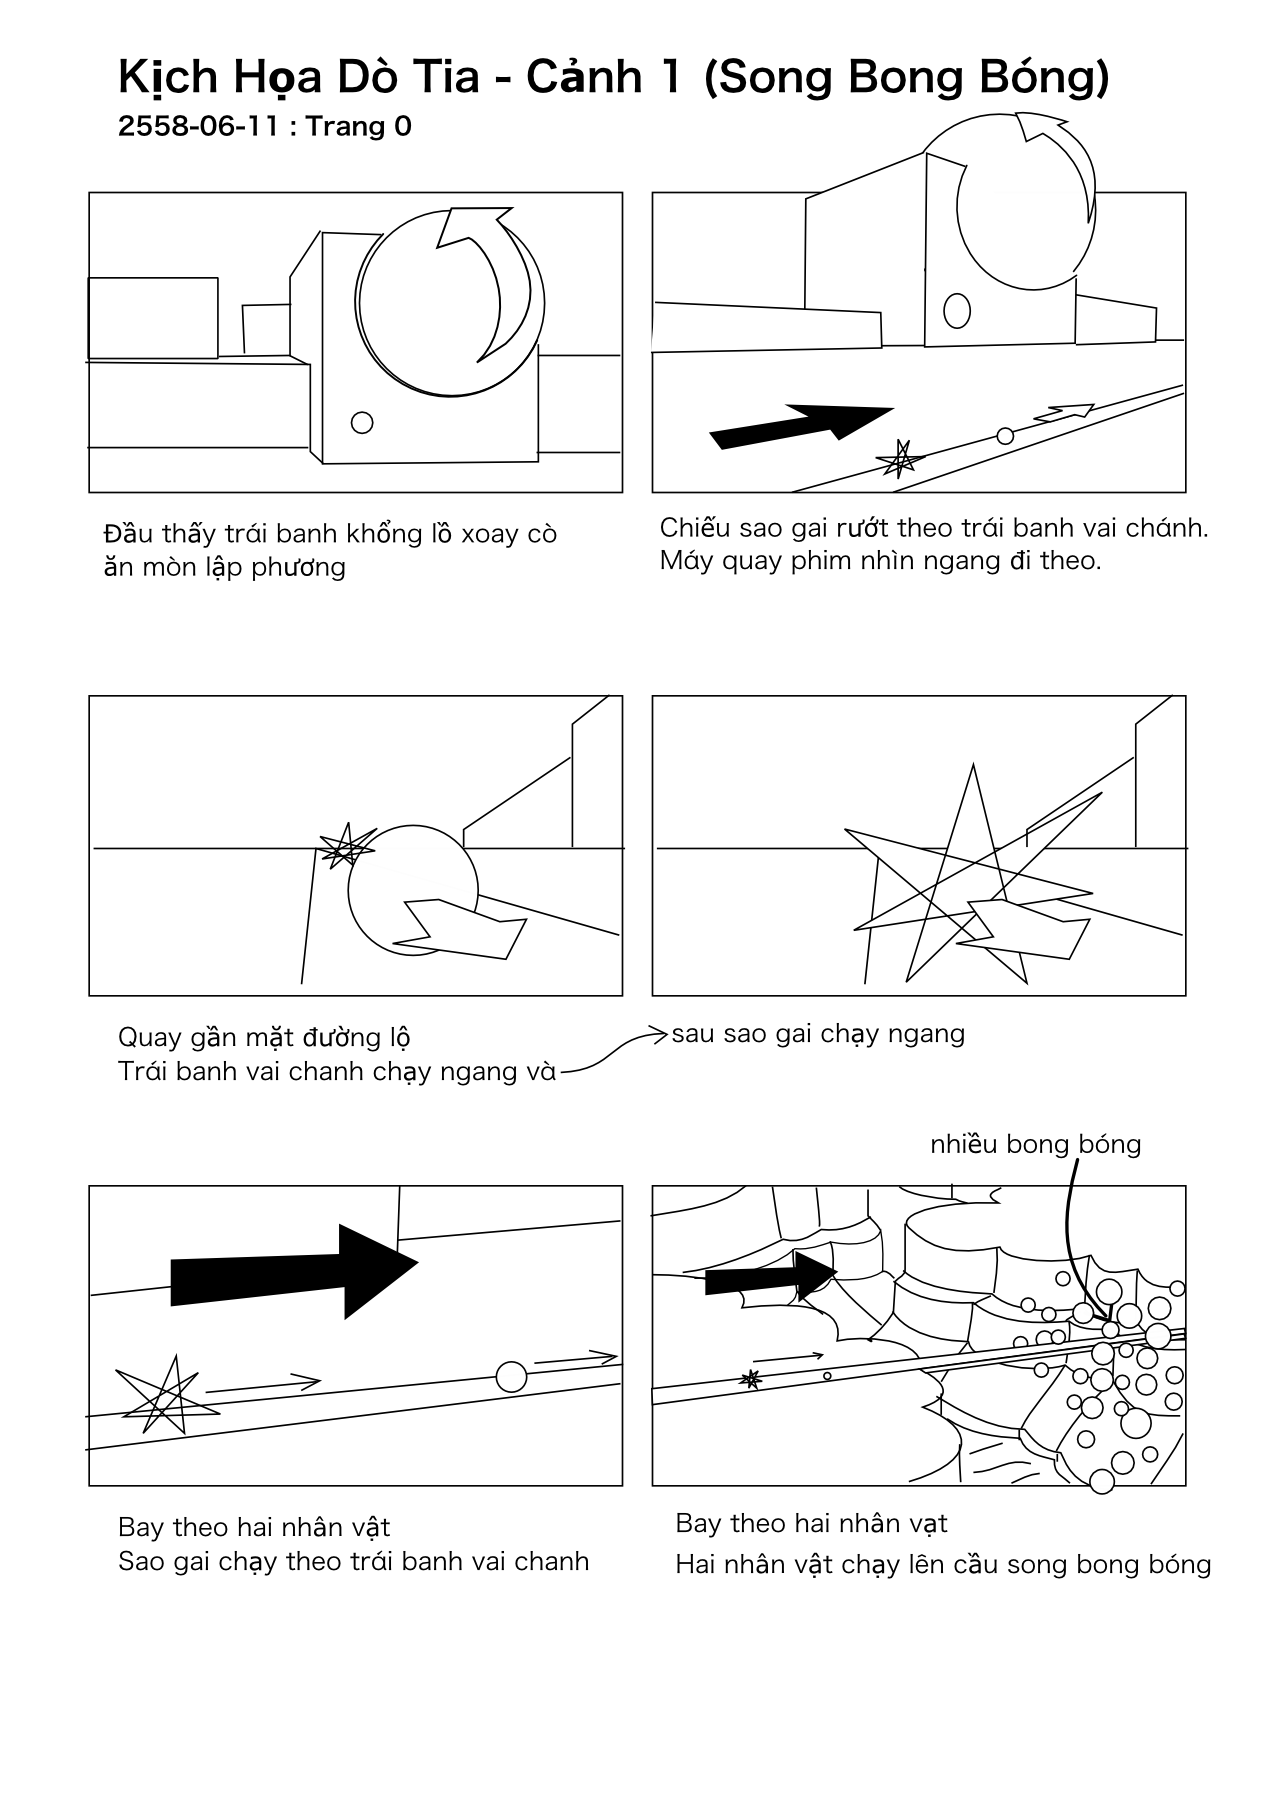 Kịch Họa Dò Tia - Cảnh 1 (Song Bong Bóng)
2558-06-11 : Trang 0
Đầu thấy trái banh khổng lồ xoay cò
ăn mòn lập phương
Chiếu sao gai rướt theo trái banh vai chánh.
Máy quay phim nhìn ngang đi theo.
Quay gần mặt đường lộ
Trái banh vai chanh chạy ngang và
sau sao gai chạy ngang
nhiều bong bóng
Bay theo hai nhân vật
Sao gai chạy theo trái banh vai chanh
Bay theo hai nhân vạt
Hai nhân vật chạy lên cầu song bong bóng